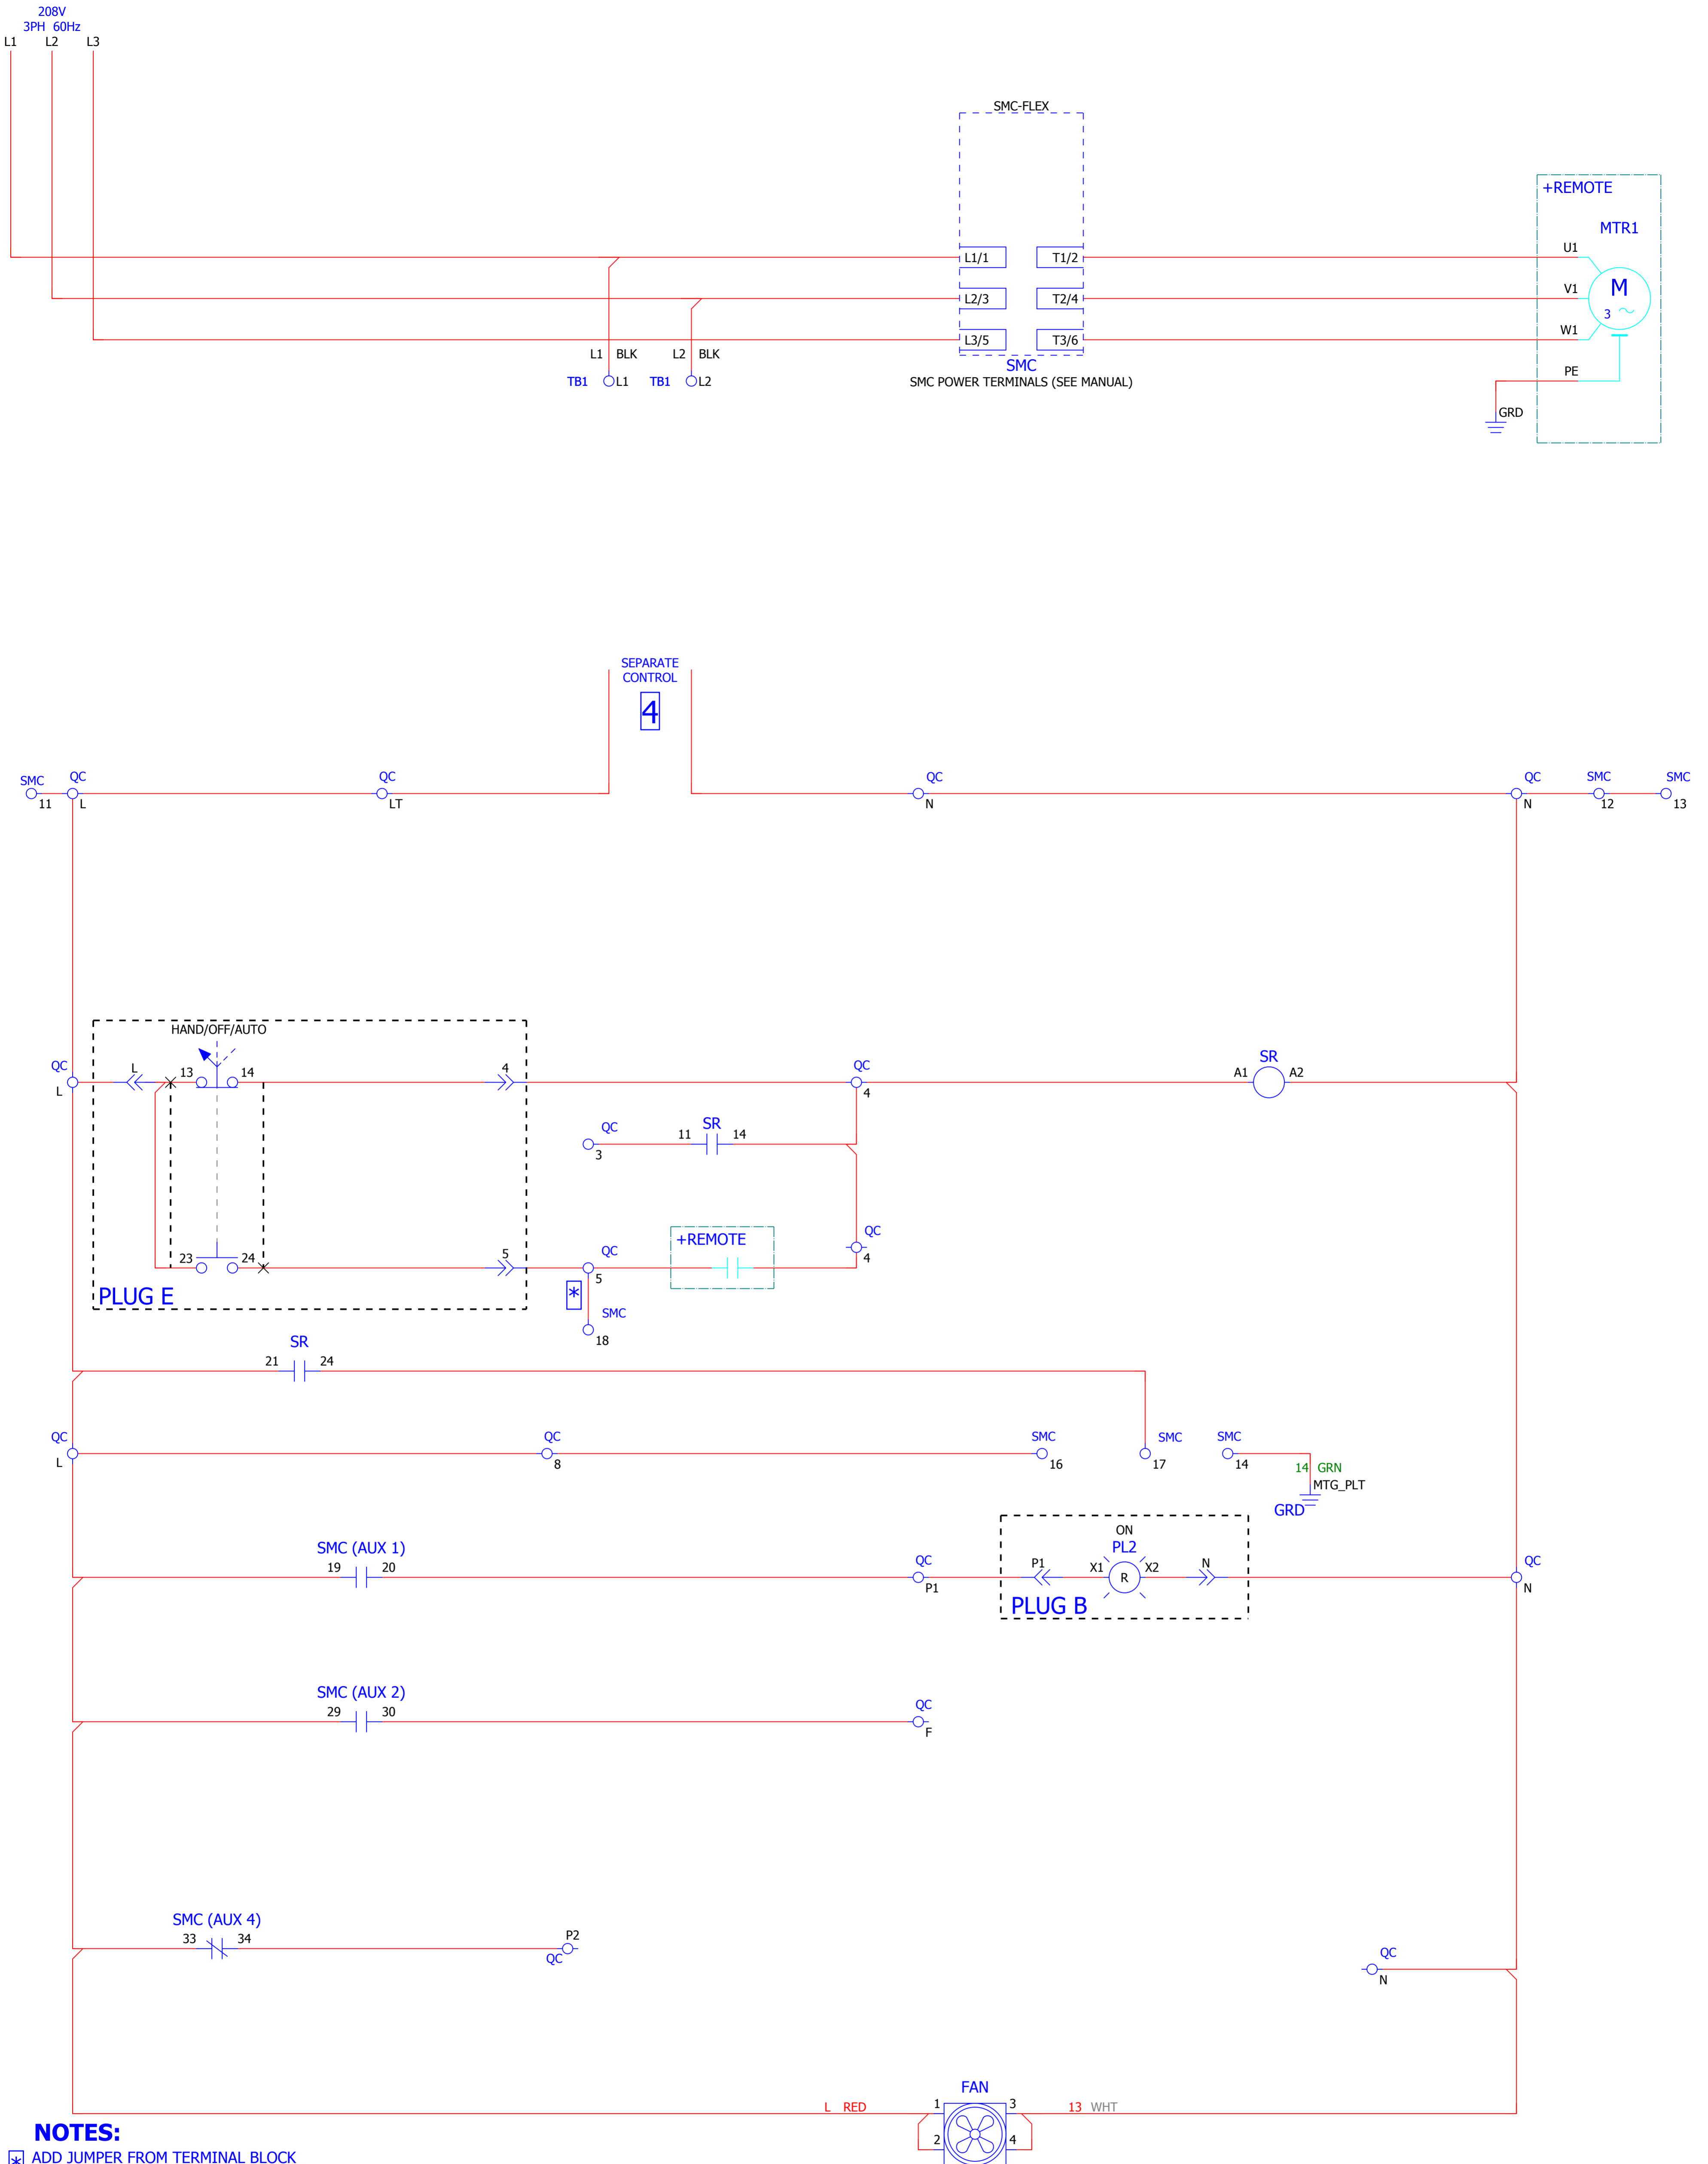 208V
3PH 60Hz
L1 L2 L3
SMC-FLEX
+REMOTE
MTR1
L1/1 T1/2 U1
L2/3 T2/4 V1 M
3
L3/5 T3/6 W1
L1 BLK L2 BLK
SMC
TB1 L1 TB1 L2 SMC POWER TERMINALS (SEE MANUAL)
PE
GRD
SEPARATE
CONTROL
4
SMC QC QC QC QC SMC SMC
11 L LT N N 12 13
HAND/OFF/AUTO
QC L 13 14 4 QC SR
A1 A2
L 4
QC 11 SR 14
3
QC
+REMOTE
23 24 5 QC 4
5
PLUG E
*
SMC
18
SR
21 24
QC QC SMC SMC SMC
L 8 16 17 14
14 GRN
MTG_PLT
GRD
ON
SMC (AUX 1) PL2
19 20 QC P1 X1 R X2 N QC
P1 N
PLUG B
SMC (AUX 2)
29 30 QC
F
SMC (AUX 4)
33 34 P2
QC QC
N
FAN
L RED 1 3 13 WHT
2 4
NOTES:
* ADD JUMPER FROM TERMINAL BLOCK